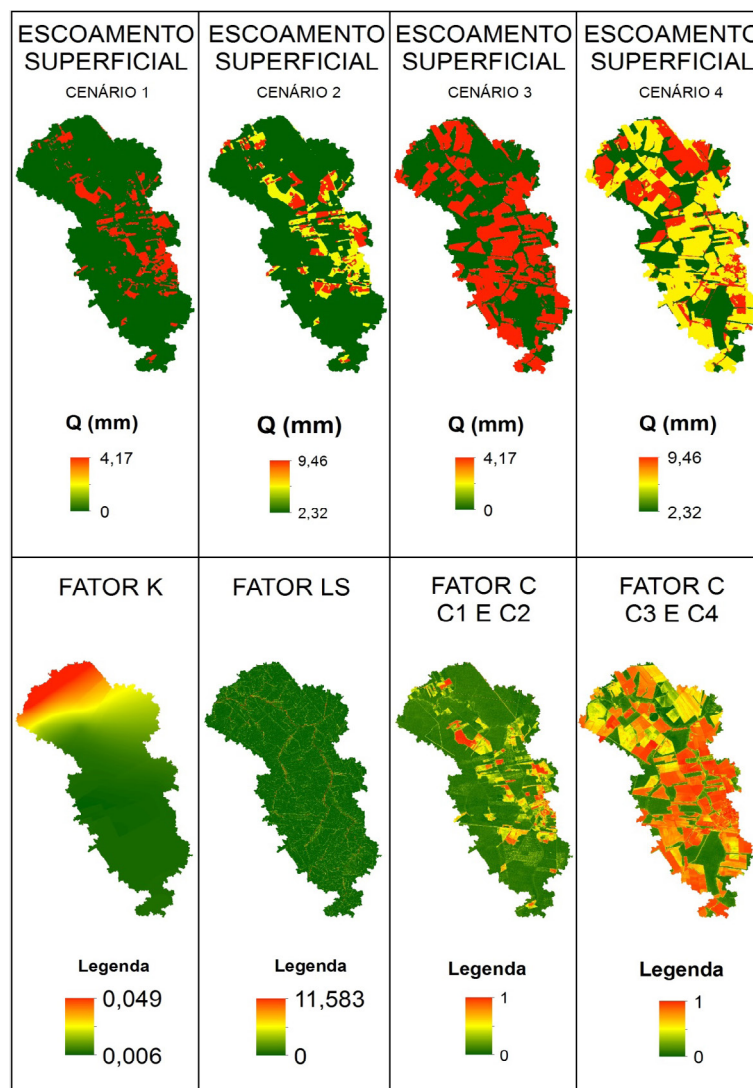 ESCOAMENTO
SUPERFICIAL
CENÁRIO 1
Q (mm)
4,17
0
ESCOAMENTO
SUPERFICIAL
CENÁRIO 2
Q (mm)
9,46
2,32
ESCOAMENTO
SUPERFICIAL
CENÁRIO 3
Q (mm)
4,17
0
ESCOAMENTO
SUPERFICIAL
CENÁRIO 4
Q (mm)
9,46
2,32
FATOR K
Legenda
0,049
0,006
FATOR LS
Legenda
11,583
0
FATOR C
C1 E C2
Legenda
1
0
FATOR C
C3 E C4
Legenda
1
0